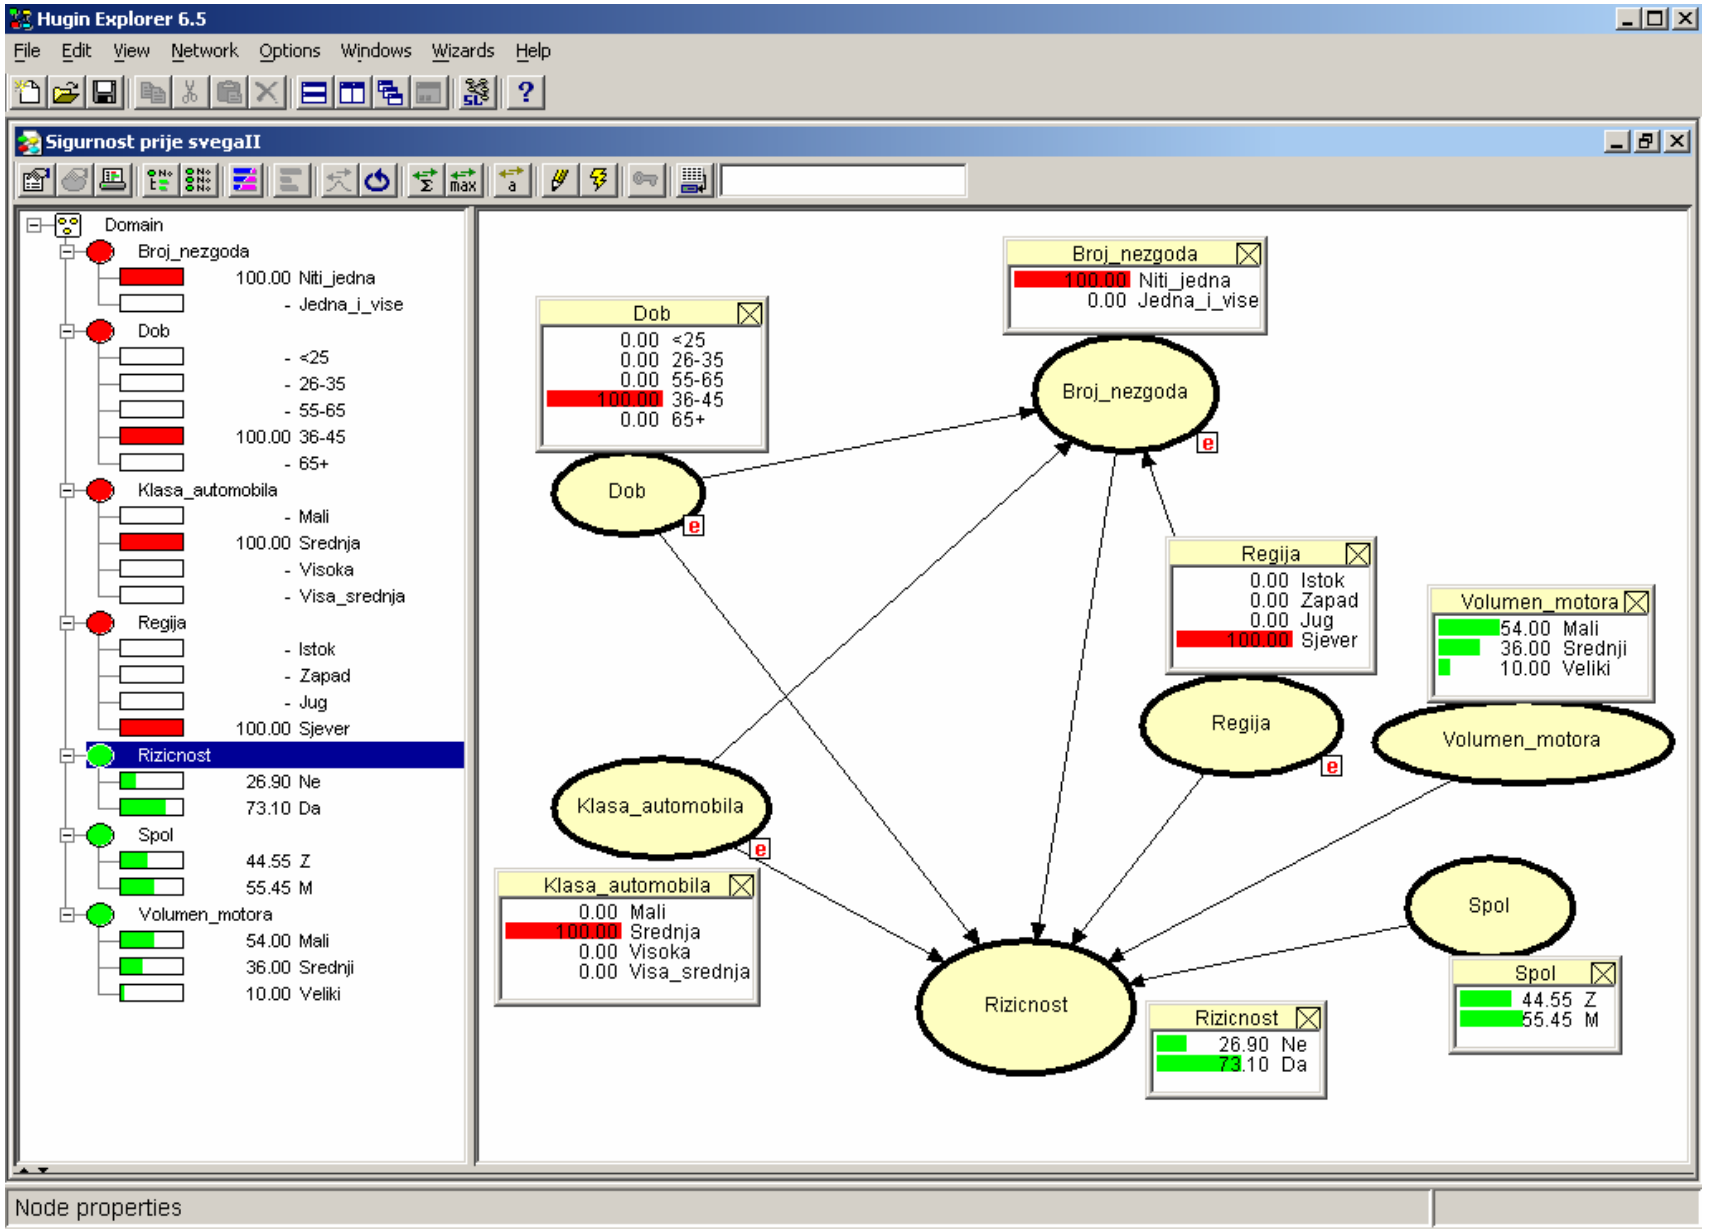 Hugin Explorer 6.5
File Edit View Network Options Windows Wizards Help
SL ?
Sigurnost prije svegaII
Σ max a
Domain
Broj_nezgoda
100.00 Niti_jedna
- Jedna_i_vise
Dob
- <25
- 26-35
- 55-65
100.00 36-45
- 65+
Klasa_automobila
- Mali
100.00 Srednja
- Visoka
- Visa_srednja
Regija
- Istok
- Zapad
- Jug
100.00 Sjever
Rizicnost
26.90 Ne
73.10 Da
Spol
44.55 Z
55.45 M
Volumen_motora
54.00 Mali
36.00 Srednji
10.00 Veliki
Broj_nezgoda
100.00 Niti_jedna
0.00 Jedna_i_vise
Broj_nezgoda
e
Dob
0.00 <25
0.00 26-35
0.00 55-65
100.00 36-45
0.00 65+
Dob
e
Regija
0.00 Istok
0.00 Zapad
0.00 Jug
100.00 Sjever
Regija
e
Volumen_motora
54.00 Mali
36.00 Srednji
10.00 Veliki
Volumen_motora
Klasa_automobila
e
Klasa_automobila
0.00 Mali
100.00 Srednja
0.00 Visoka
0.00 Visa_srednja
Spol
Spol
44.55 Z
55.45 M
Rizicnost
Rizicnost
26.90 Ne
73.10 Da
Node properties